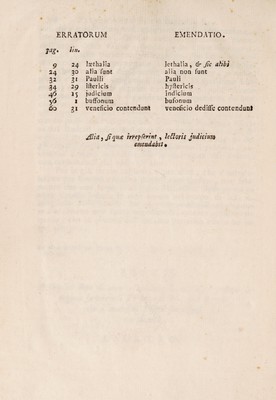 ERRATORUM EMENDATIO.
pag. lin.
9 24 læthalia lethalia, & sic alibi
24 30 alia sunt alia non sunt
32 31 Paulli Pauli
34 29 istericis hystericis
46 15 judicium indicium
56 1 buffonum bufonum
60 31 veneficio contendunt veneficio dedisse contendunt
Alia, si quæ irrepserint, lectoris judicium
emendabit.